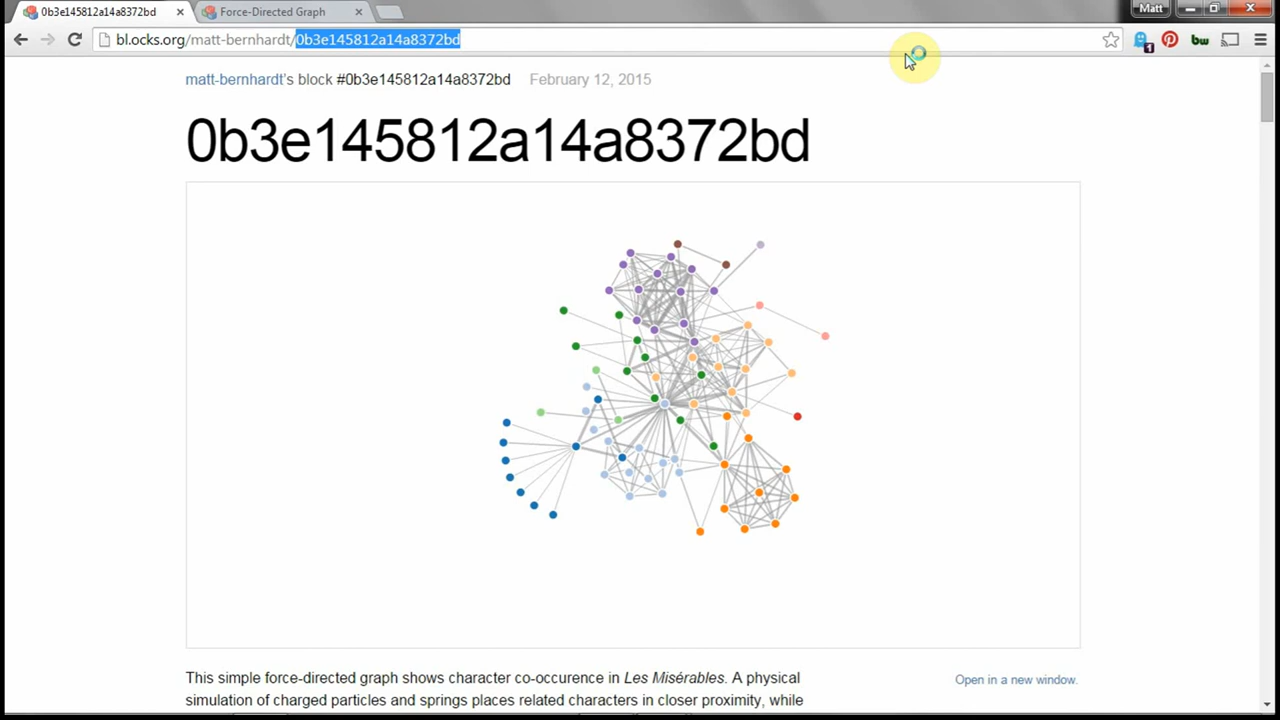 0b3e145812a14a8372bd
Force-Directed Graph
Matt
bl.ocks.org/matt-bernhardt/0b3e145812a14a8372bd
1
bw
matt-bernhardt's block #0b3e145812a14a8372bd February 12, 2015
0b3e145812a14a8372bd
This simple force-directed graph shows character co-occurence in Les Misérables. A physical
simulation of charged particles and springs places related characters in closer proximity, while
Open in a new window.